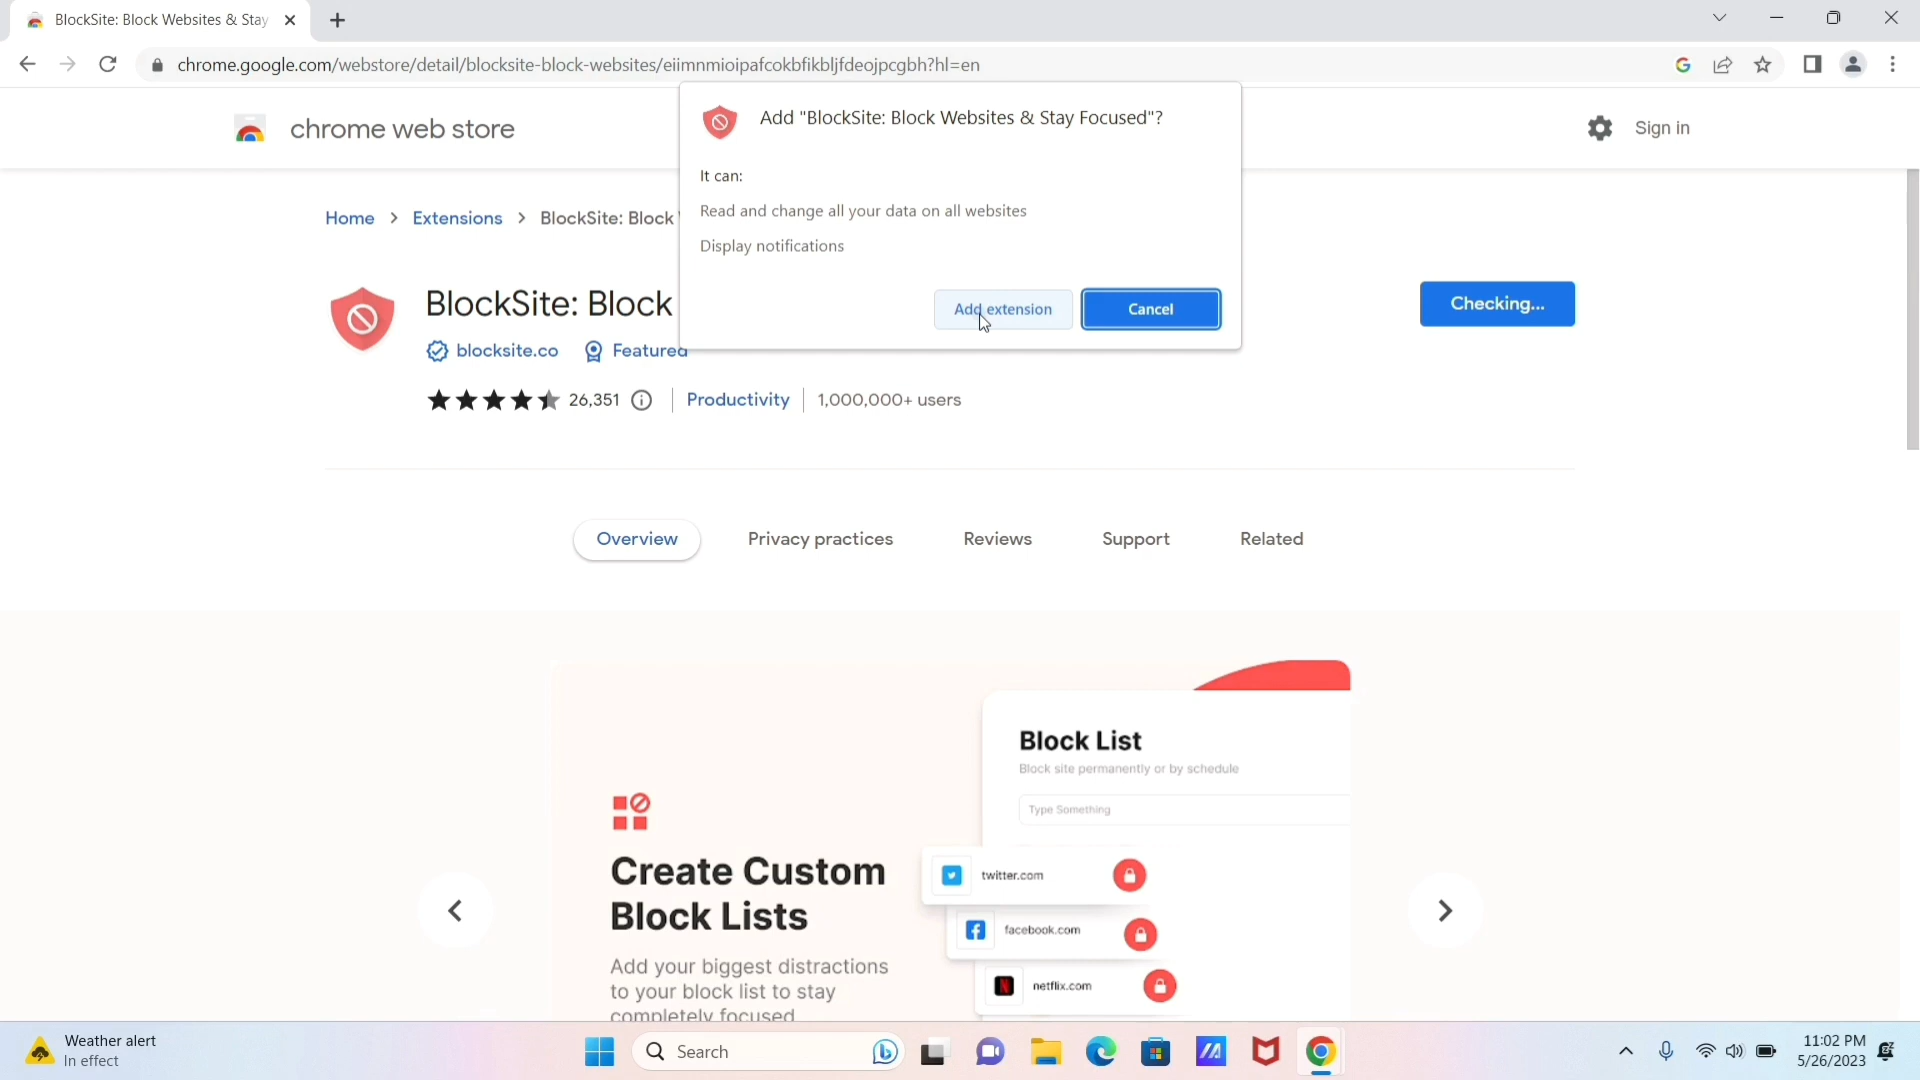 BlockSite: Block Websites & Stay
chrome.google.com/webstore/detail/blocksite-block-websites/eiimnmioipafcokbfikbljfdeojpcgbh?hl=en
chrome web store
Sign in
Add "BlockSite: Block Websites & Stay Focused"?
It can:
Read and change all your data on all websites
Display notifications
Add extension
Cancel
Home > Extensions > BlockSite: Block
BlockSite: Block
Checking...
blocksite.co
Featured
26,351
Productivity
1,000,000+ users
Overview
Privacy practices
Reviews
Support
Related
Create Custom
Block Lists
Add your biggest distractions
to your block list to stay
completely focused
Block List
Block site permanently or by schedule
Type Something
twitter.com
facebook.com
netflix.com
Weather alert
In effect
Search
11:02 PM
5/26/2023